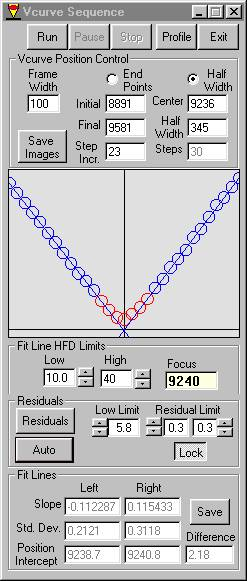 Vcurve Sequence
Run Pause Stop Profile Exit
Vcurve Position Control
Frame Width
100
End Points
Half Width
Initial 8891 Center 9236
Final 9581 Half Width 345
Save Images
Step Incr. 23 Steps 30
Fit Line HFD Limits
Low High Focus
10.0 40 9240
Residuals
Residuals Low Limit Residual Limit
5.8 0.3 0.3
Auto Lock
Fit Lines
Left Right
Slope -0.112287 0.115433 Save
Std. Dev. 0.2121 0.3118
Difference
Position Intercept 9238.7 9240.8 2.18